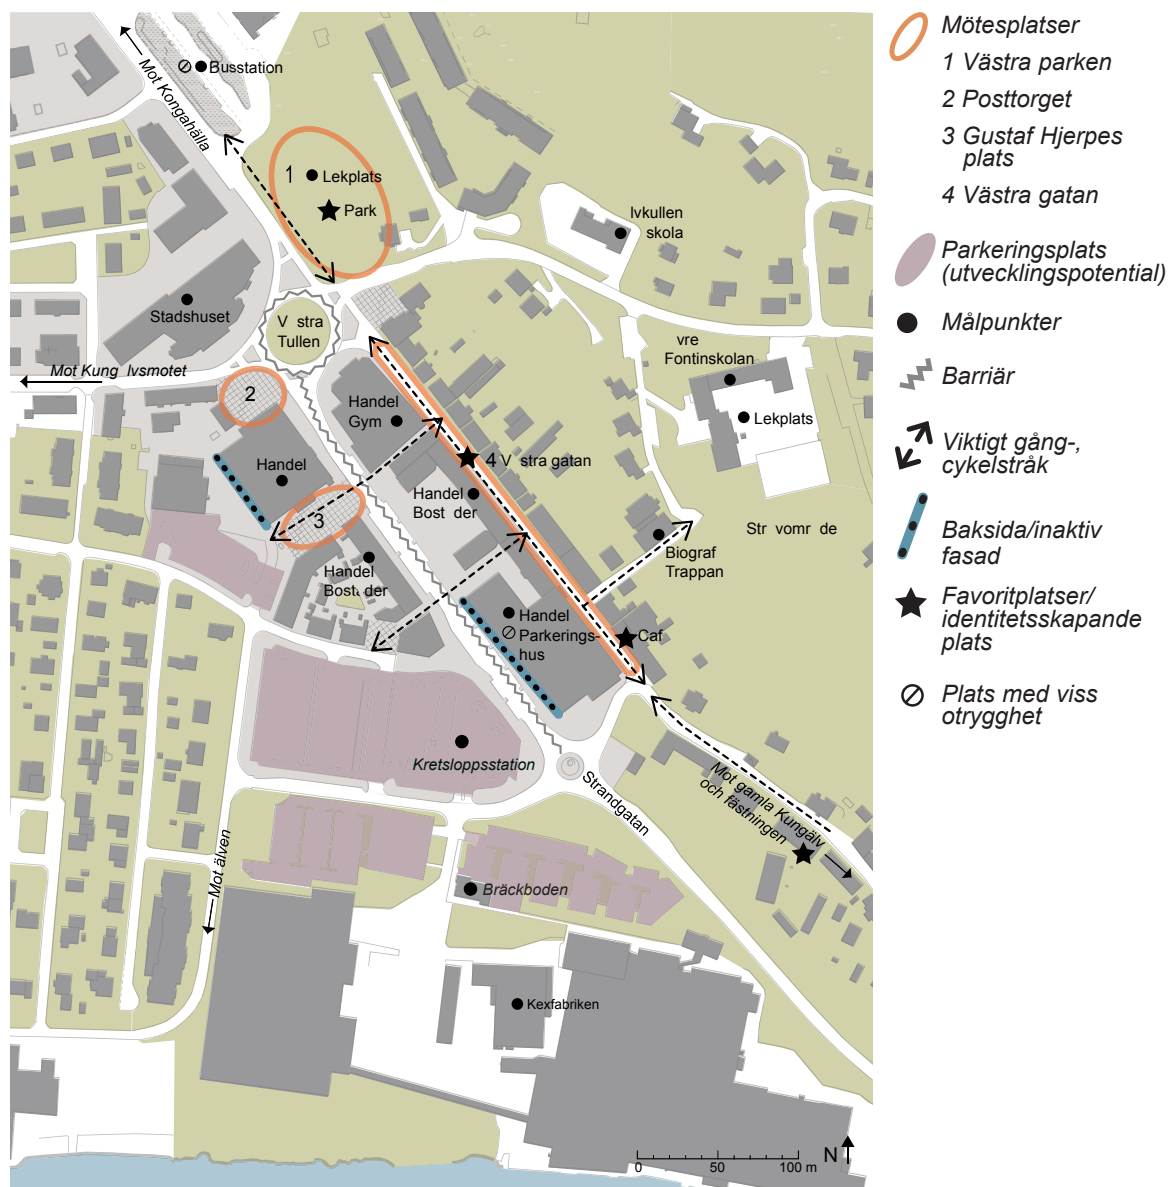 Busstation
Mot Kongahälla
1
Lekplats
Park
Ivkullen
skola
Stadshuset
V stra
Tullen
vre
Fontinskolan
Lekplats
Mot Kung lvsmotet
2
Handel
Gym
4 V stra gatan
Handel
3
Handel
Bost der
Str vomr de
Biograf
Trappan
Handel
Bosta der
Handel
Parkerings-
hus
Caf
Kretsloppsstation
Strandgatan
Mot gamla Kungälv
och fästningen
Mot älven
Bräckboden
Kexfabriken
0 50 100 m
N
Mötesplatser
1 Västra parken
2 Posttorget
3 Gustaf Hjerpes
plats
4 Västra gatan
Parkeringsplats
(utvecklingspotential)
Målpunkter
Barriär
Viktigt gång-,
cykelstråk
Baksida/inaktiv
fasad
Favoritplatser/
identitetsskapande
plats
Plats med viss
otrygghet